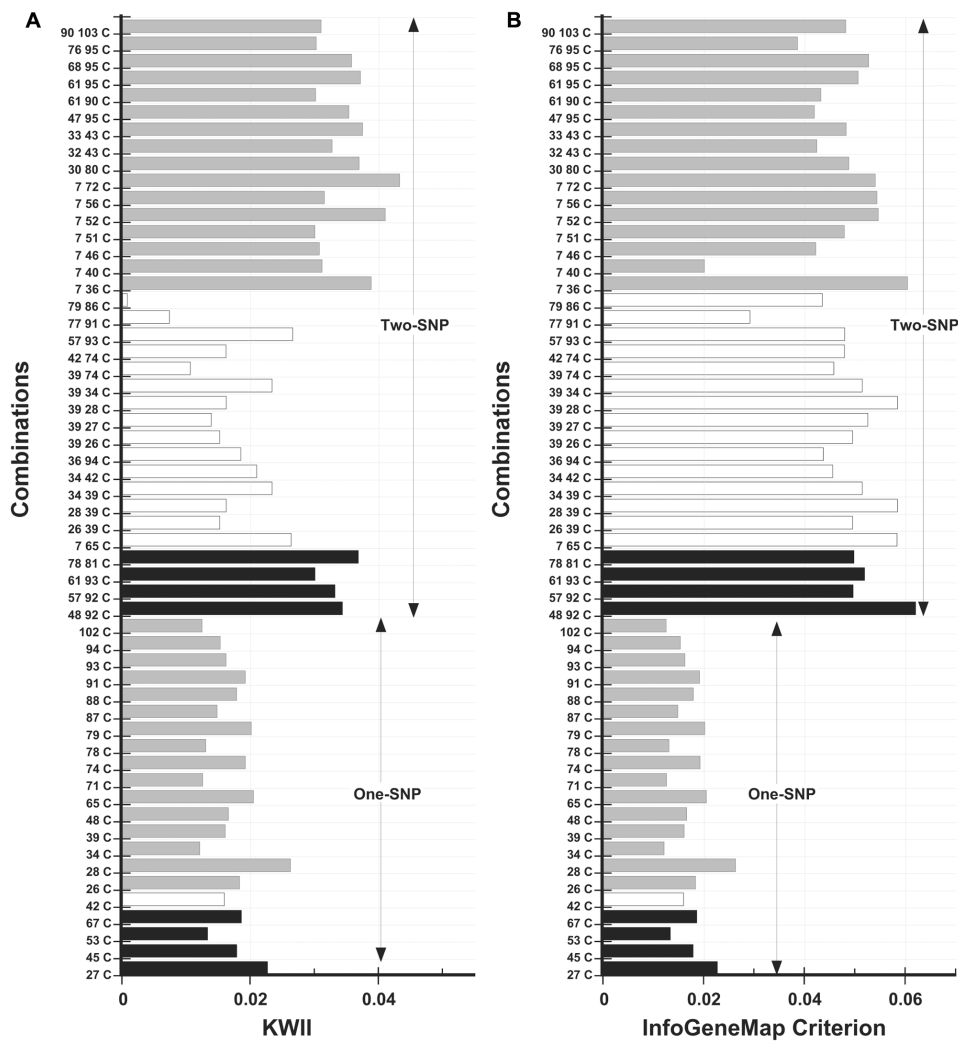 A
90 103 C
76 95 C
68 95 C
61 95 C
61 90 C
47 95 C
33 43 C
32 43 C
30 80 C
7 72 C
7 56 C
7 52 C
7 51 C
7 46 C
7 40 C
7 36 C
79 86 C
77 91 C
57 93 C
42 74 C
39 74 C
39 34 C
39 28 C
39 27 C
39 26 C
36 94 C
34 42 C
34 39 C
28 39 C
26 39 C
7 65 C
78 81 C
61 93 C
57 92 C
48 92 C
102 C
94 C
93 C
91 C
88 C
87 C
79 C
78 C
74 C
71 C
65 C
48 C
39 C
34 C
28 C
26 C
42 C
67 C
53 C
45 C
27 C
Combinations
Two-SNP
One-SNP
0 0.02 0.04
KWII
B
90 103 C
76 95 C
68 95 C
61 95 C
61 90 C
47 95 C
33 43 C
32 43 C
30 80 C
7 72 C
7 56 C
7 52 C
7 51 C
7 46 C
7 40 C
7 36 C
79 86 C
77 91 C
57 93 C
42 74 C
39 74 C
39 34 C
39 28 C
39 27 C
39 26 C
36 94 C
34 42 C
34 39 C
28 39 C
26 39 C
7 65 C
78 81 C
61 93 C
57 92 C
48 92 C
102 C
94 C
93 C
91 C
88 C
87 C
79 C
78 C
74 C
71 C
65 C
48 C
39 C
34 C
28 C
26 C
42 C
67 C
53 C
45 C
27 C
Combinations
Two-SNP
One-SNP
0 0.02 0.04 0.06
InfoGeneMap Criterion